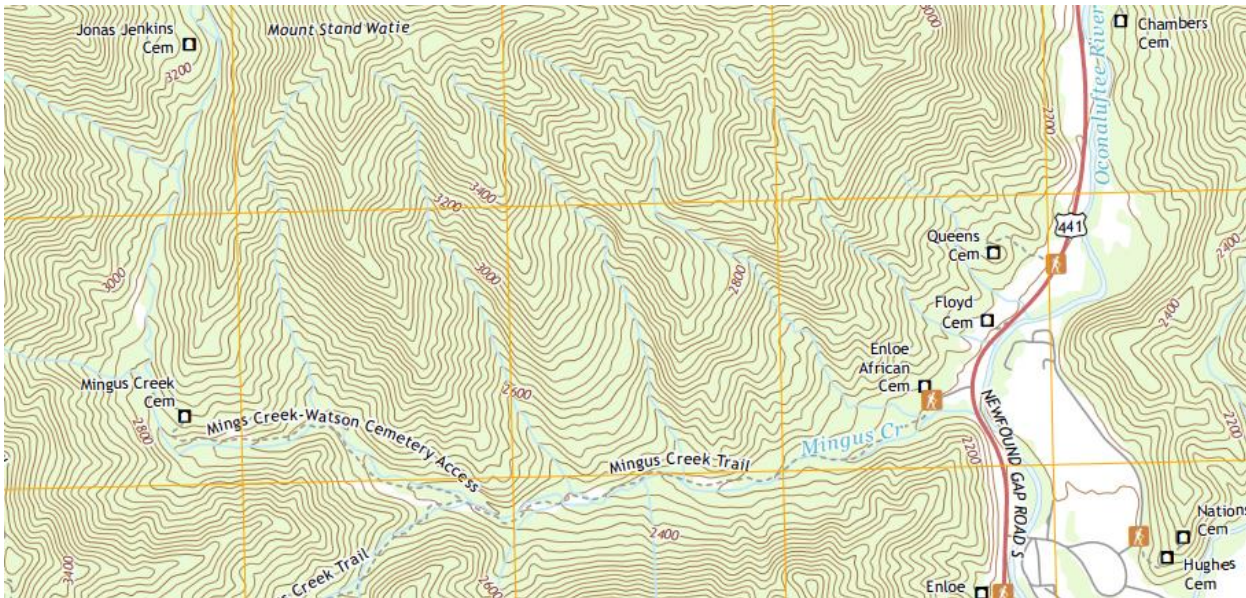 Jonas Jenkins
Cem
Mount Stand Watie
3000
Oconaluftee River
Chambers
Cem
3200
2200
3400
3200
441
Queens
Cem
2400
3000
3000
2800
2400
Floyd
Cem
Enloe
African
Cem
Mingus Creek
Cem
2600
2800
Mings Creek-Watson Cemetery Access
Mingus Cr
NEWFOUND GAP ROAD S
2200
2200
Mingus Creek Trail
2400
Nations
Cem
Hughes
Cem
3400
s Creek Trail
2600
Enloe